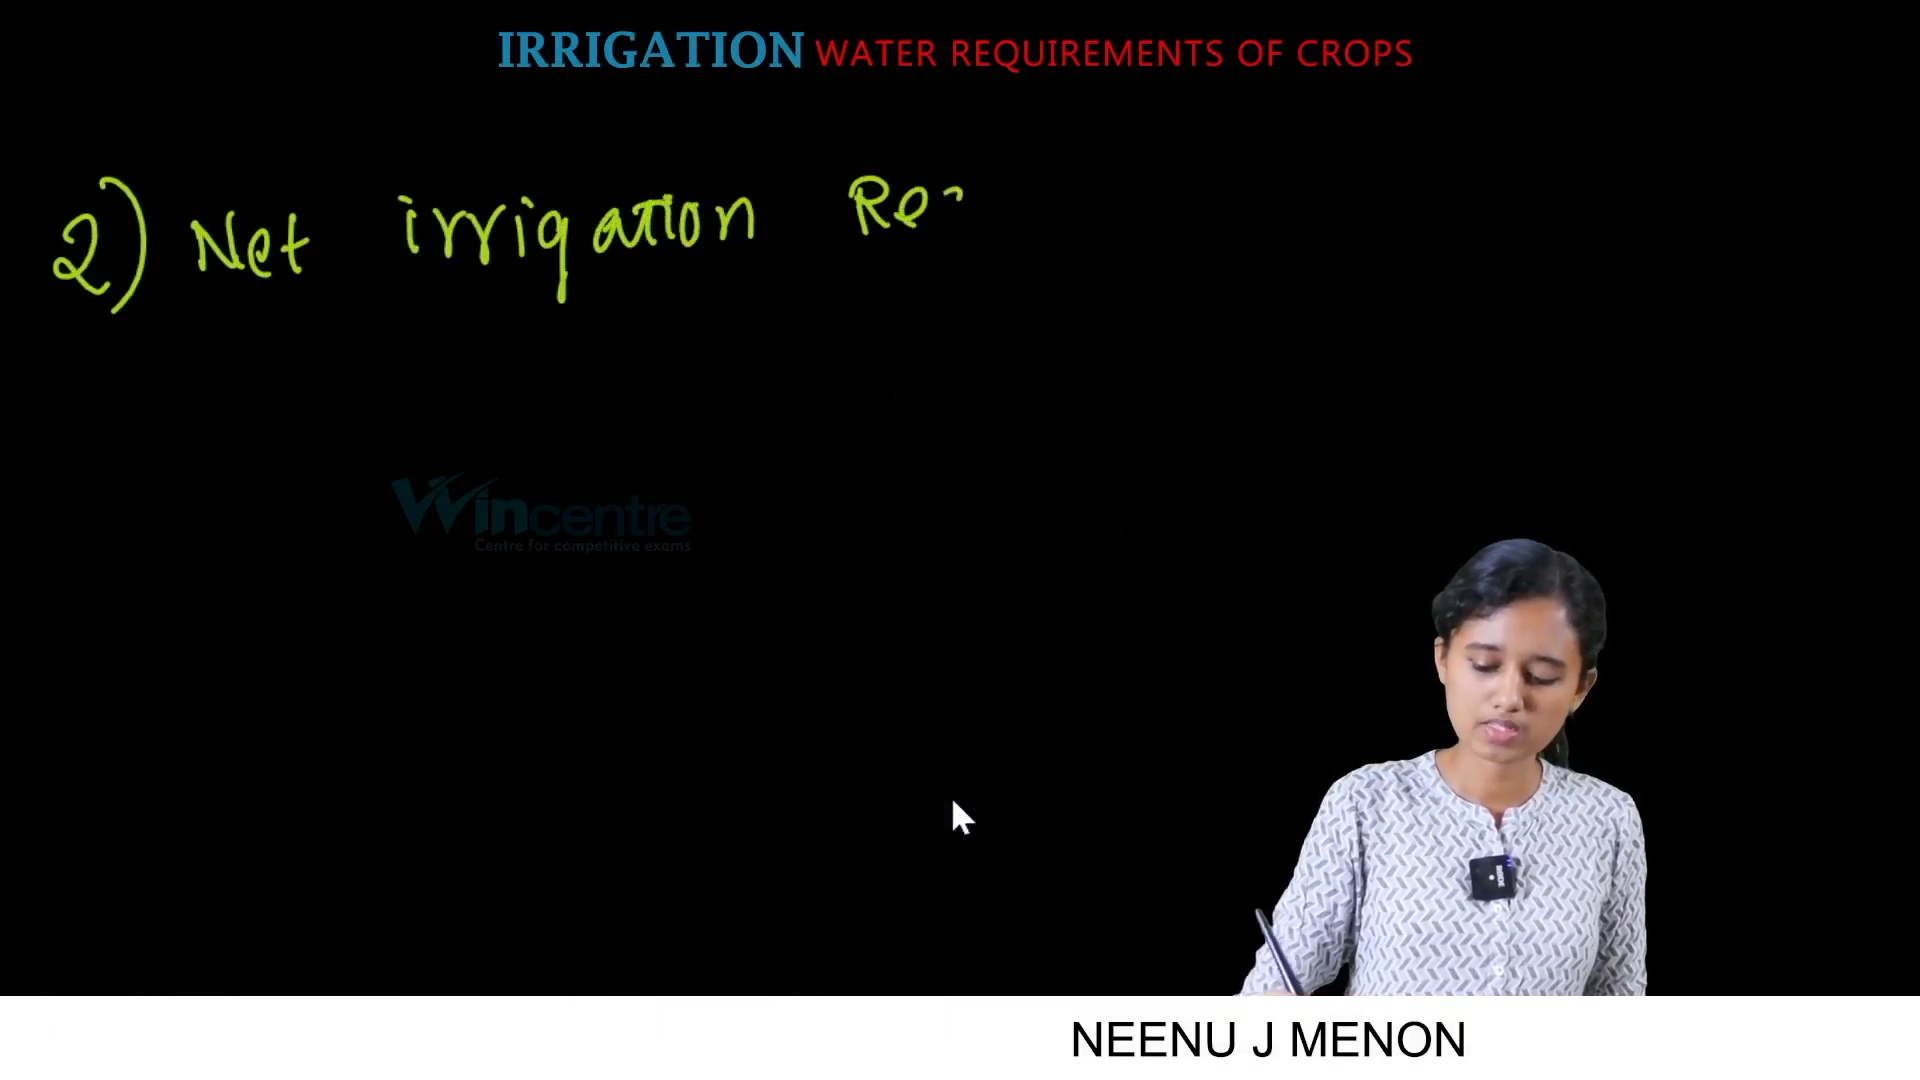 IRRIGATION WATER REQUIREMENTS OF CROPS
2) Net irrigation Re
Wincentre
Centre for competitive exams
NEENU J MENON